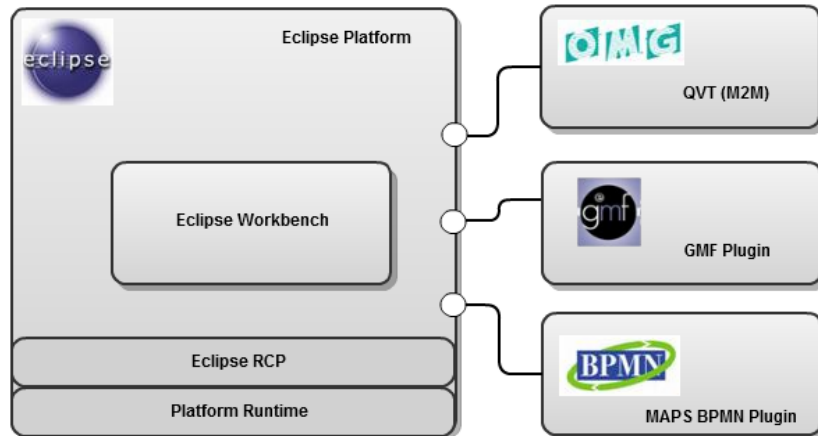 eclipse
Eclipse Platform
Eclipse Workbench
Eclipse RCP
Platform Runtime
OMG
QVT (M2M)
gmf
GMF Plugin
BPMN
MAPS BPMN Plugin